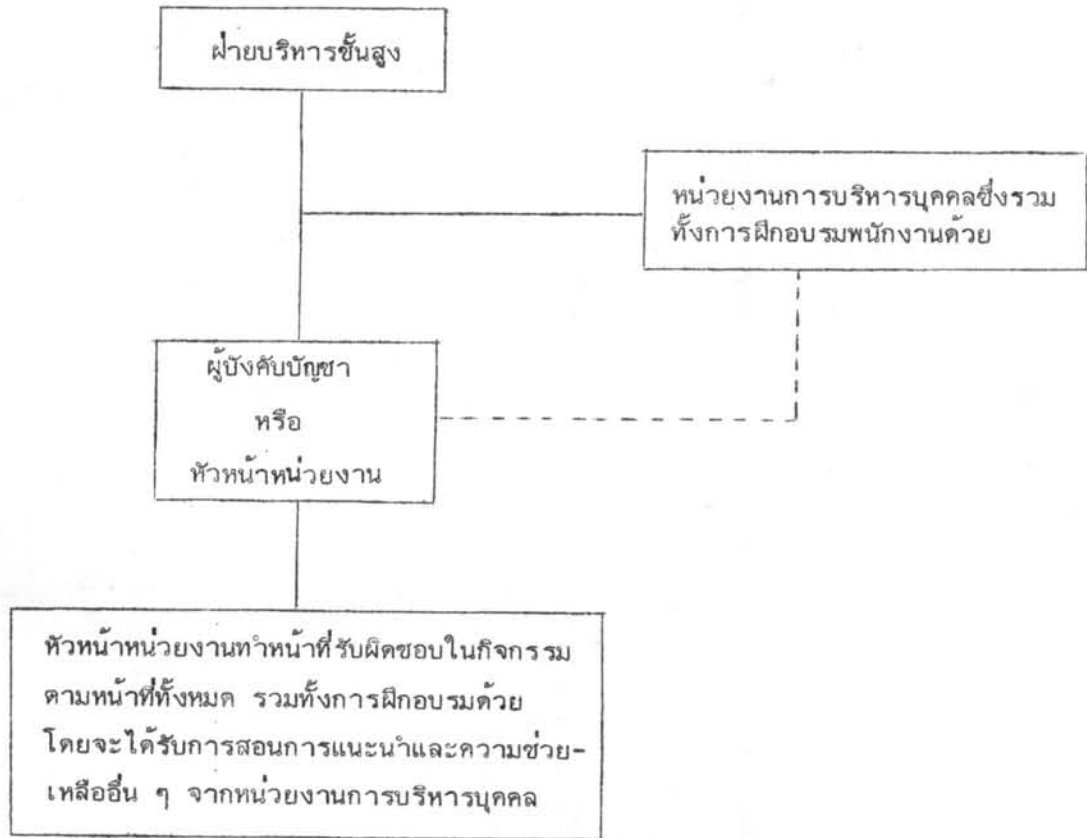 ฝ่ายบริหารชั้นสูง
หน่วยงานการบริหารบุคคลซึ่งรวม
ทั้งการฝึกอบรมพนักงานด้วย
ผู้บังคับบัญชา
หรือ
หัวหน้าหน่วยงาน
หัวหน้าหน่วยงานทำหน้าที่รับผิดชอบในกิจกรรม
ตามหน้าที่ทั้งหมด รวมทั้งการฝึกอบรมด้วย
โดยจะได้รับการสอนการแนะนำและความช่วย-
เหลืออื่น ๆ จากหน่วยงานการบริหารบุคคล